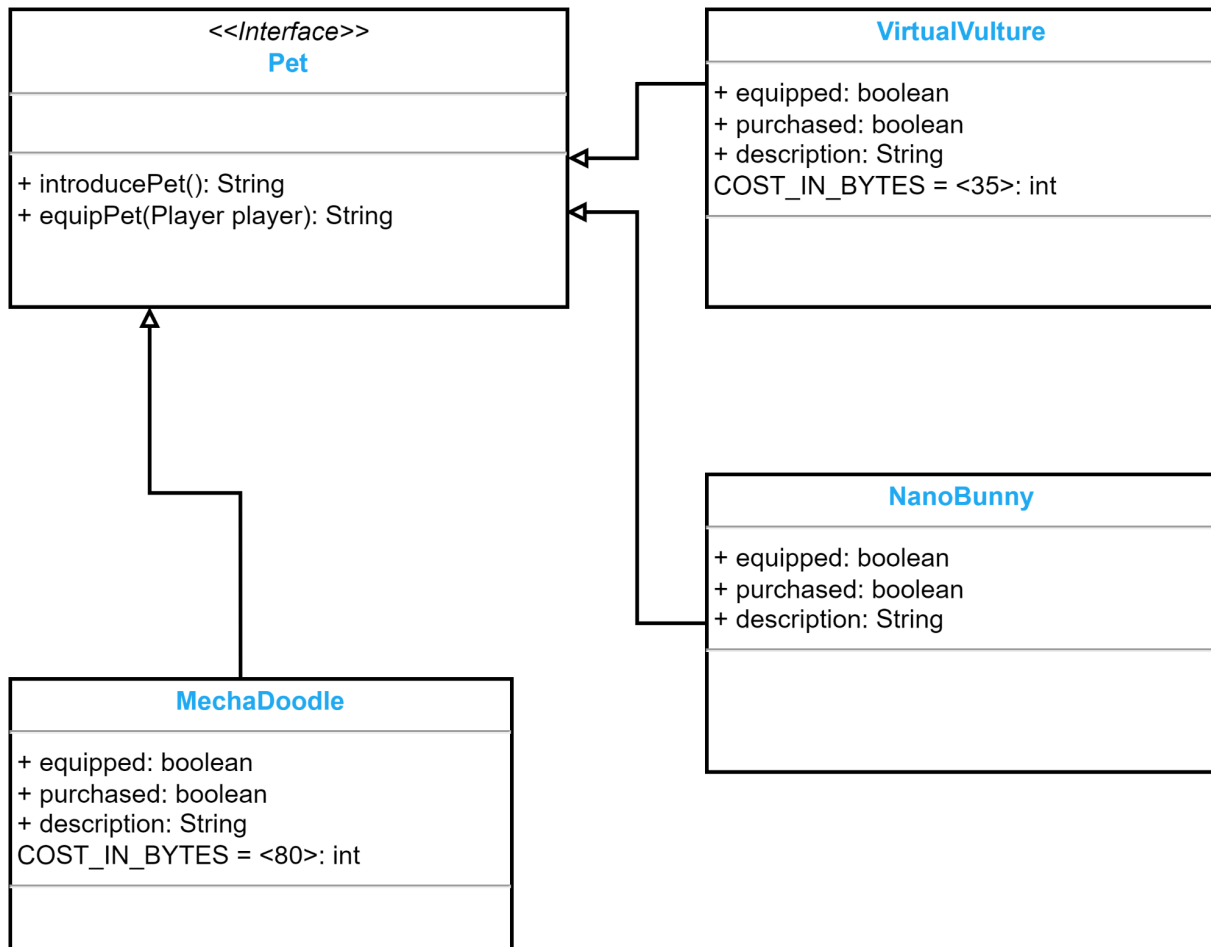 <<Interface>>
Pet
+ introducePet(): String
+ equipPet(Player player): String
VirtualVulture
+ equipped: boolean
+ purchased: boolean
+ description: String
COST_IN_BYTES = <35>: int
NanoBunny
+ equipped: boolean
+ purchased: boolean
+ description: String
MechaDoodle
+ equipped: boolean
+ purchased: boolean
+ description: String
COST_IN_BYTES = <80>: int